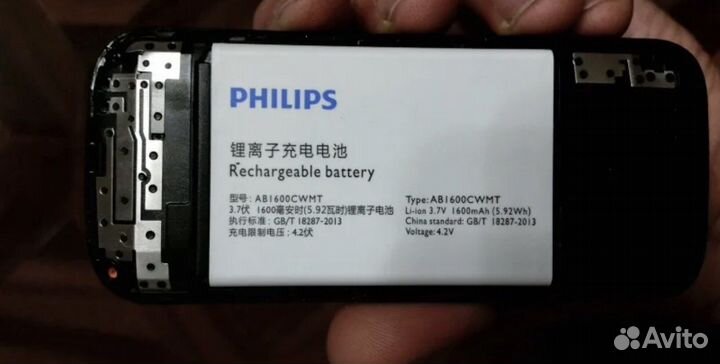 PHILIPS
锂离子充电电池
Rechargeable battery
型号: AB1600CWMT
3.7伏 1600毫安时(5.92瓦时)锂离子电池
执行标准: GB/T 18287-2013
充电限制电压: 4.2伏
Type: AB1600CWMT
Li-ion 3.7V 1600mAh (5.92Wh)
China standard: GB/T 18287-2013
Voltage: 4.2V
Avito